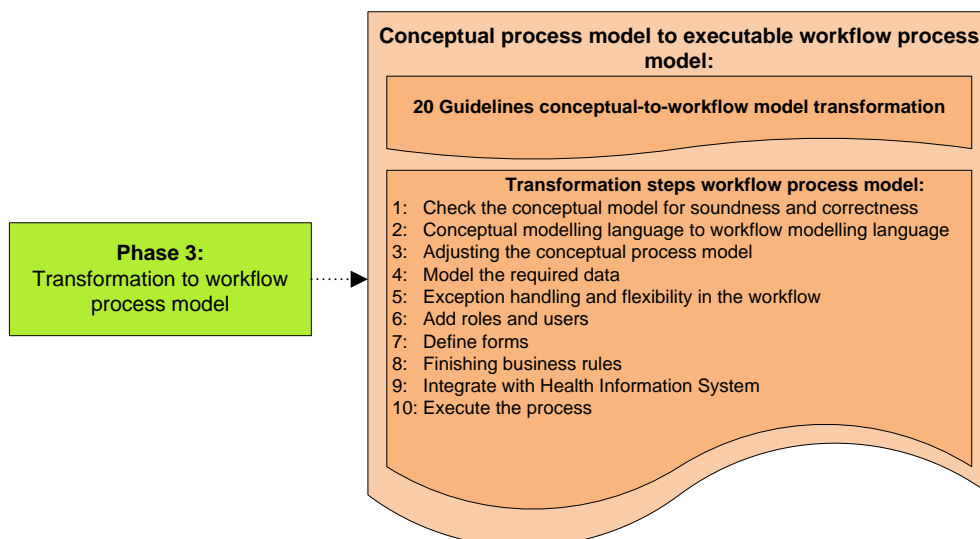 Conceptual process model to executable workflow process
model:
20 Guidelines conceptual-to-workflow model transformation
Phase 3:
Transformation to workflow
process model
Transformation steps workflow process model:
1: Check the conceptual model for soundness and correctness
2: Conceptual modelling language to workflow modelling language
3: Adjusting the conceptual process model
4: Model the required data
5: Exception handling and flexibility in the workflow
6: Add roles and users
7: Define forms
8: Finishing business rules
9: Integrate with Health Information System
10: Execute the process